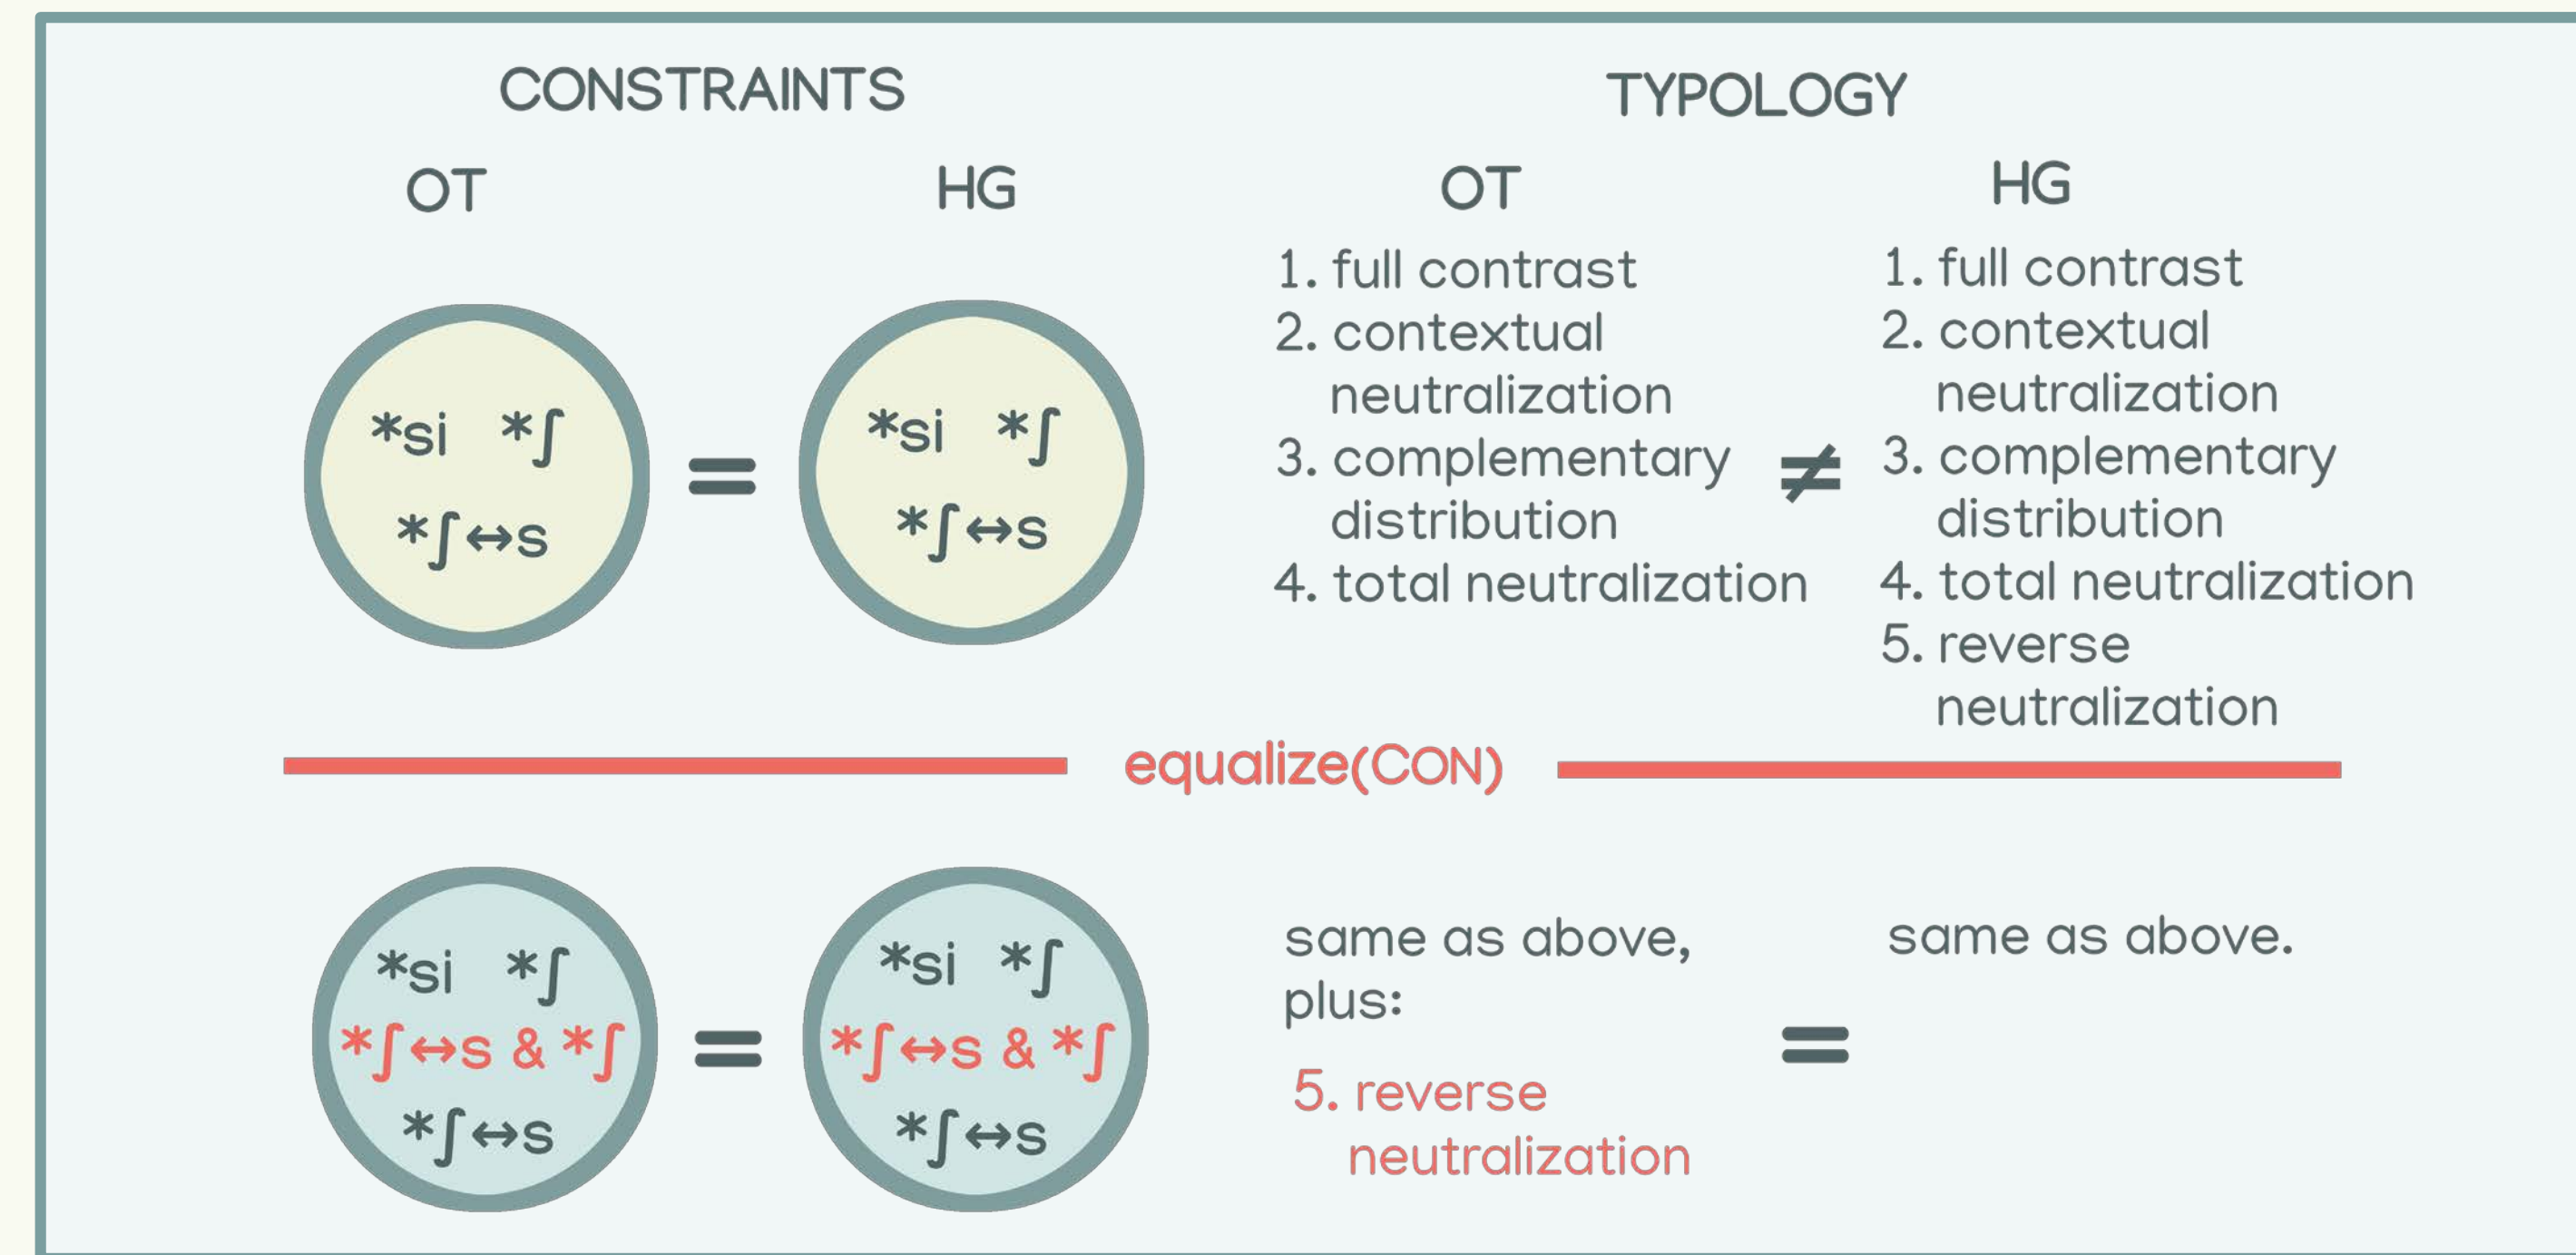 CONSTRAINTS
TYPOLOGY
OT
HG
OT
HG
*si *ʃ
*ʃ↔s
=
*si *ʃ
*ʃ↔s
1. full contrast
2. contextual
neutralization
3. complementary
distribution
4. total neutralization
≠
1. full contrast
2. contextual
neutralization
3. complementary
distribution
4. total neutralization
5. reverse
neutralization
equalize(CON)
*si *ʃ
*ʃ↔s & *ʃ
*ʃ↔s
=
*si *ʃ
*ʃ↔s & *ʃ
*ʃ↔s
same as above,
plus:
5. reverse
neutralization
=
same as above.